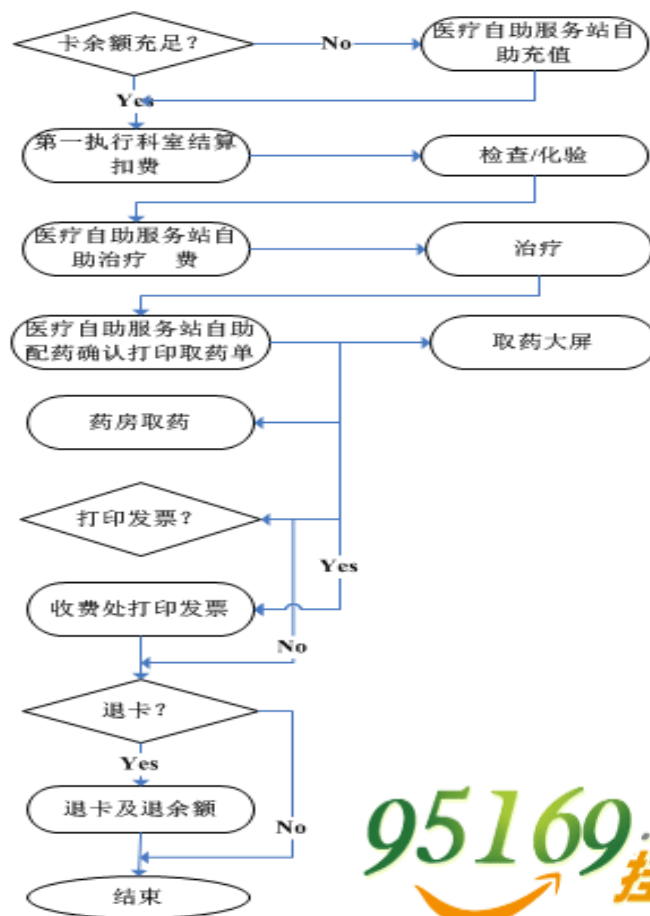 卡余额充足？
No
医疗自助服务站自
助充值
Yes
第一执行科室结算
扣费
检查/化验
医疗自助服务站自
助治疗 费
治疗
医疗自助服务站自助
配药确认打印取药单
取药大屏
药房取药
打印发票？
Yes
收费处打印发票
No
退卡？
Yes
退卡及退余额
No
结束
95169